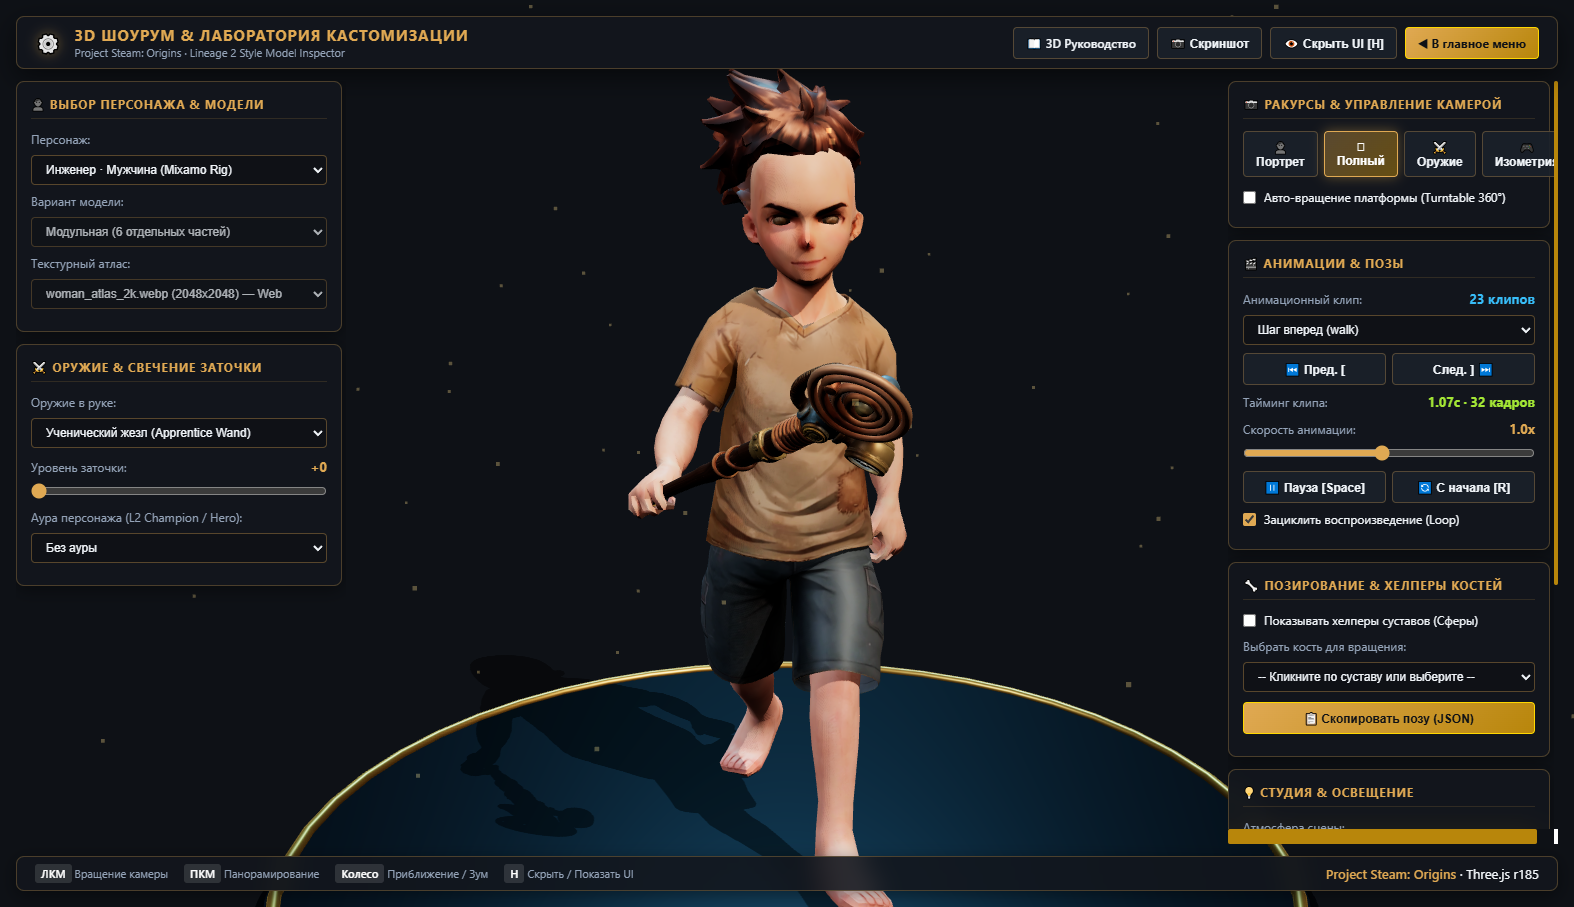 3D ШОУРУМ & ЛАБОРАТОРИЯ КАСТОМИЗАЦИИ
Project Steam: Origins · Lineage 2 Style Model Inspector
3D Руководство
Скриншот
Скрыть UI [H]
◀ В главное меню
ВЫБОР ПЕРСОНАЖА & МОДЕЛИ
Персонаж:
Инженер · Мужчина (Mixamo Rig)
Вариант модели:
Модульная (6 отдельных частей)
Текстурный атлас:
woman_atlas_2k.webp (2048x2048) — Web
ОРУЖИЕ & СВЕЧЕНИЕ ЗАТОЧКИ
Оружие в руке:
Ученический жезл (Apprentice Wand)
Уровень заточки: +0
Аура персонажа (L2 Champion / Hero):
Без ауры
РАКУРСЫ & УПРАВЛЕНИЕ КАМЕРОЙ
Портрет
Полный
Оружие
Изометрия
Авто-вращение платформы (Turntable 360°)
АНИМАЦИИ & ПОЗЫ
Анимационный клип: 23 клипов
Шаг вперед (walk)
Пред. [
След. ]
Тайминг клипа: 1.07с · 32 кадров
Скорость анимации: 1.0x
Пауза [Space]
С начала [R]
Зациклить воспроизведение (Loop)
ПОЗИРОВАНИЕ & ХЕЛПЕРЫ КОСТЕЙ
Показывать хелперы суставов (Сферы)
Выбрать кость для вращения:
-- Кликните по суставу или выберите --
Скопировать позу (JSON)
СТУДИЯ & ОСВЕЩЕНИЕ
Атмосфера сцены:
ЛКМ Вращение камеры
ПКМ Панорамирование
Колесо Приближение / Зум
H Скрыть / Показать UI
Project Steam: Origins · Three.js r185